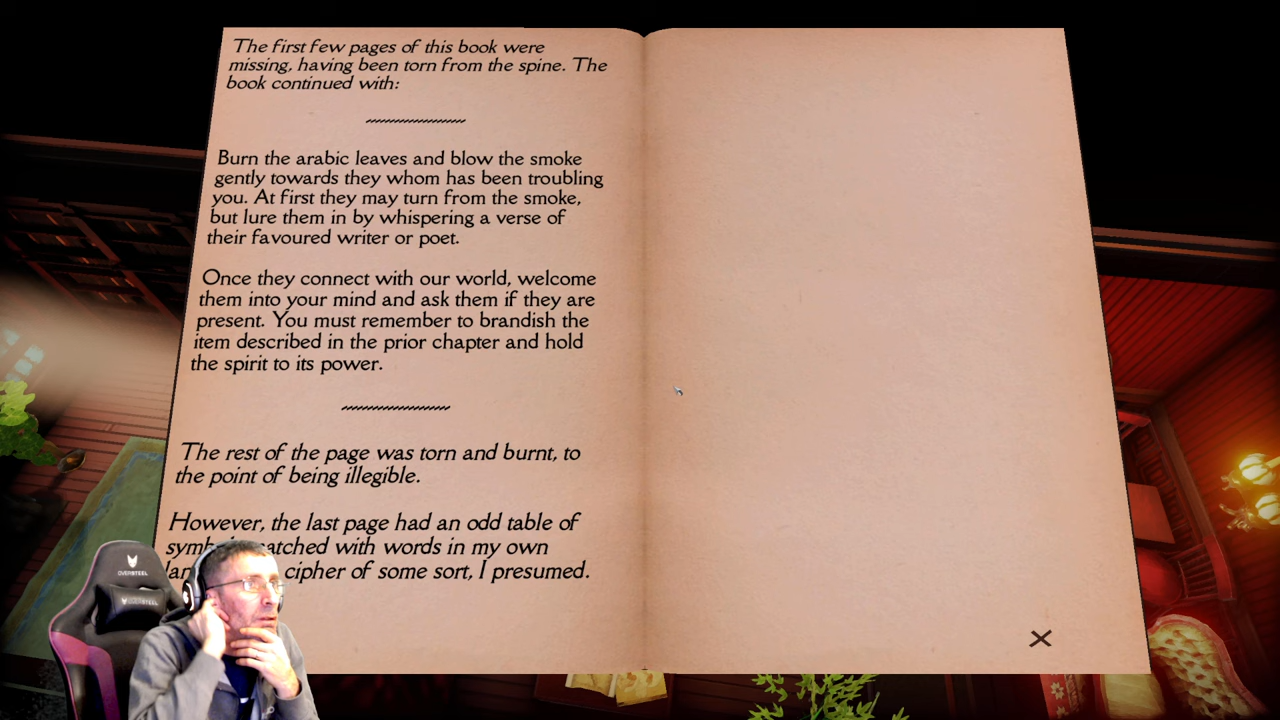 The first few pages of this book were
missing, having been torn from the spine. The
book continued with:
Burn the arabic leaves and blow the smoke
gently towards they whom has been troubling
you. At first they may turn from the smoke,
but lure them in by whispering a verse of
their favoured writer or poet.
Once they connect with our world, welcome
them into your mind and ask them if they are
present. You must remember to brandish the
item described in the prior chapter and hold
the spirit to its power.
The rest of the page was torn and burnt, to
the point of being illegible.
However, the last page had an odd table of
with words in my own
cipher of some sort, I presumed.
OVERSTEEL